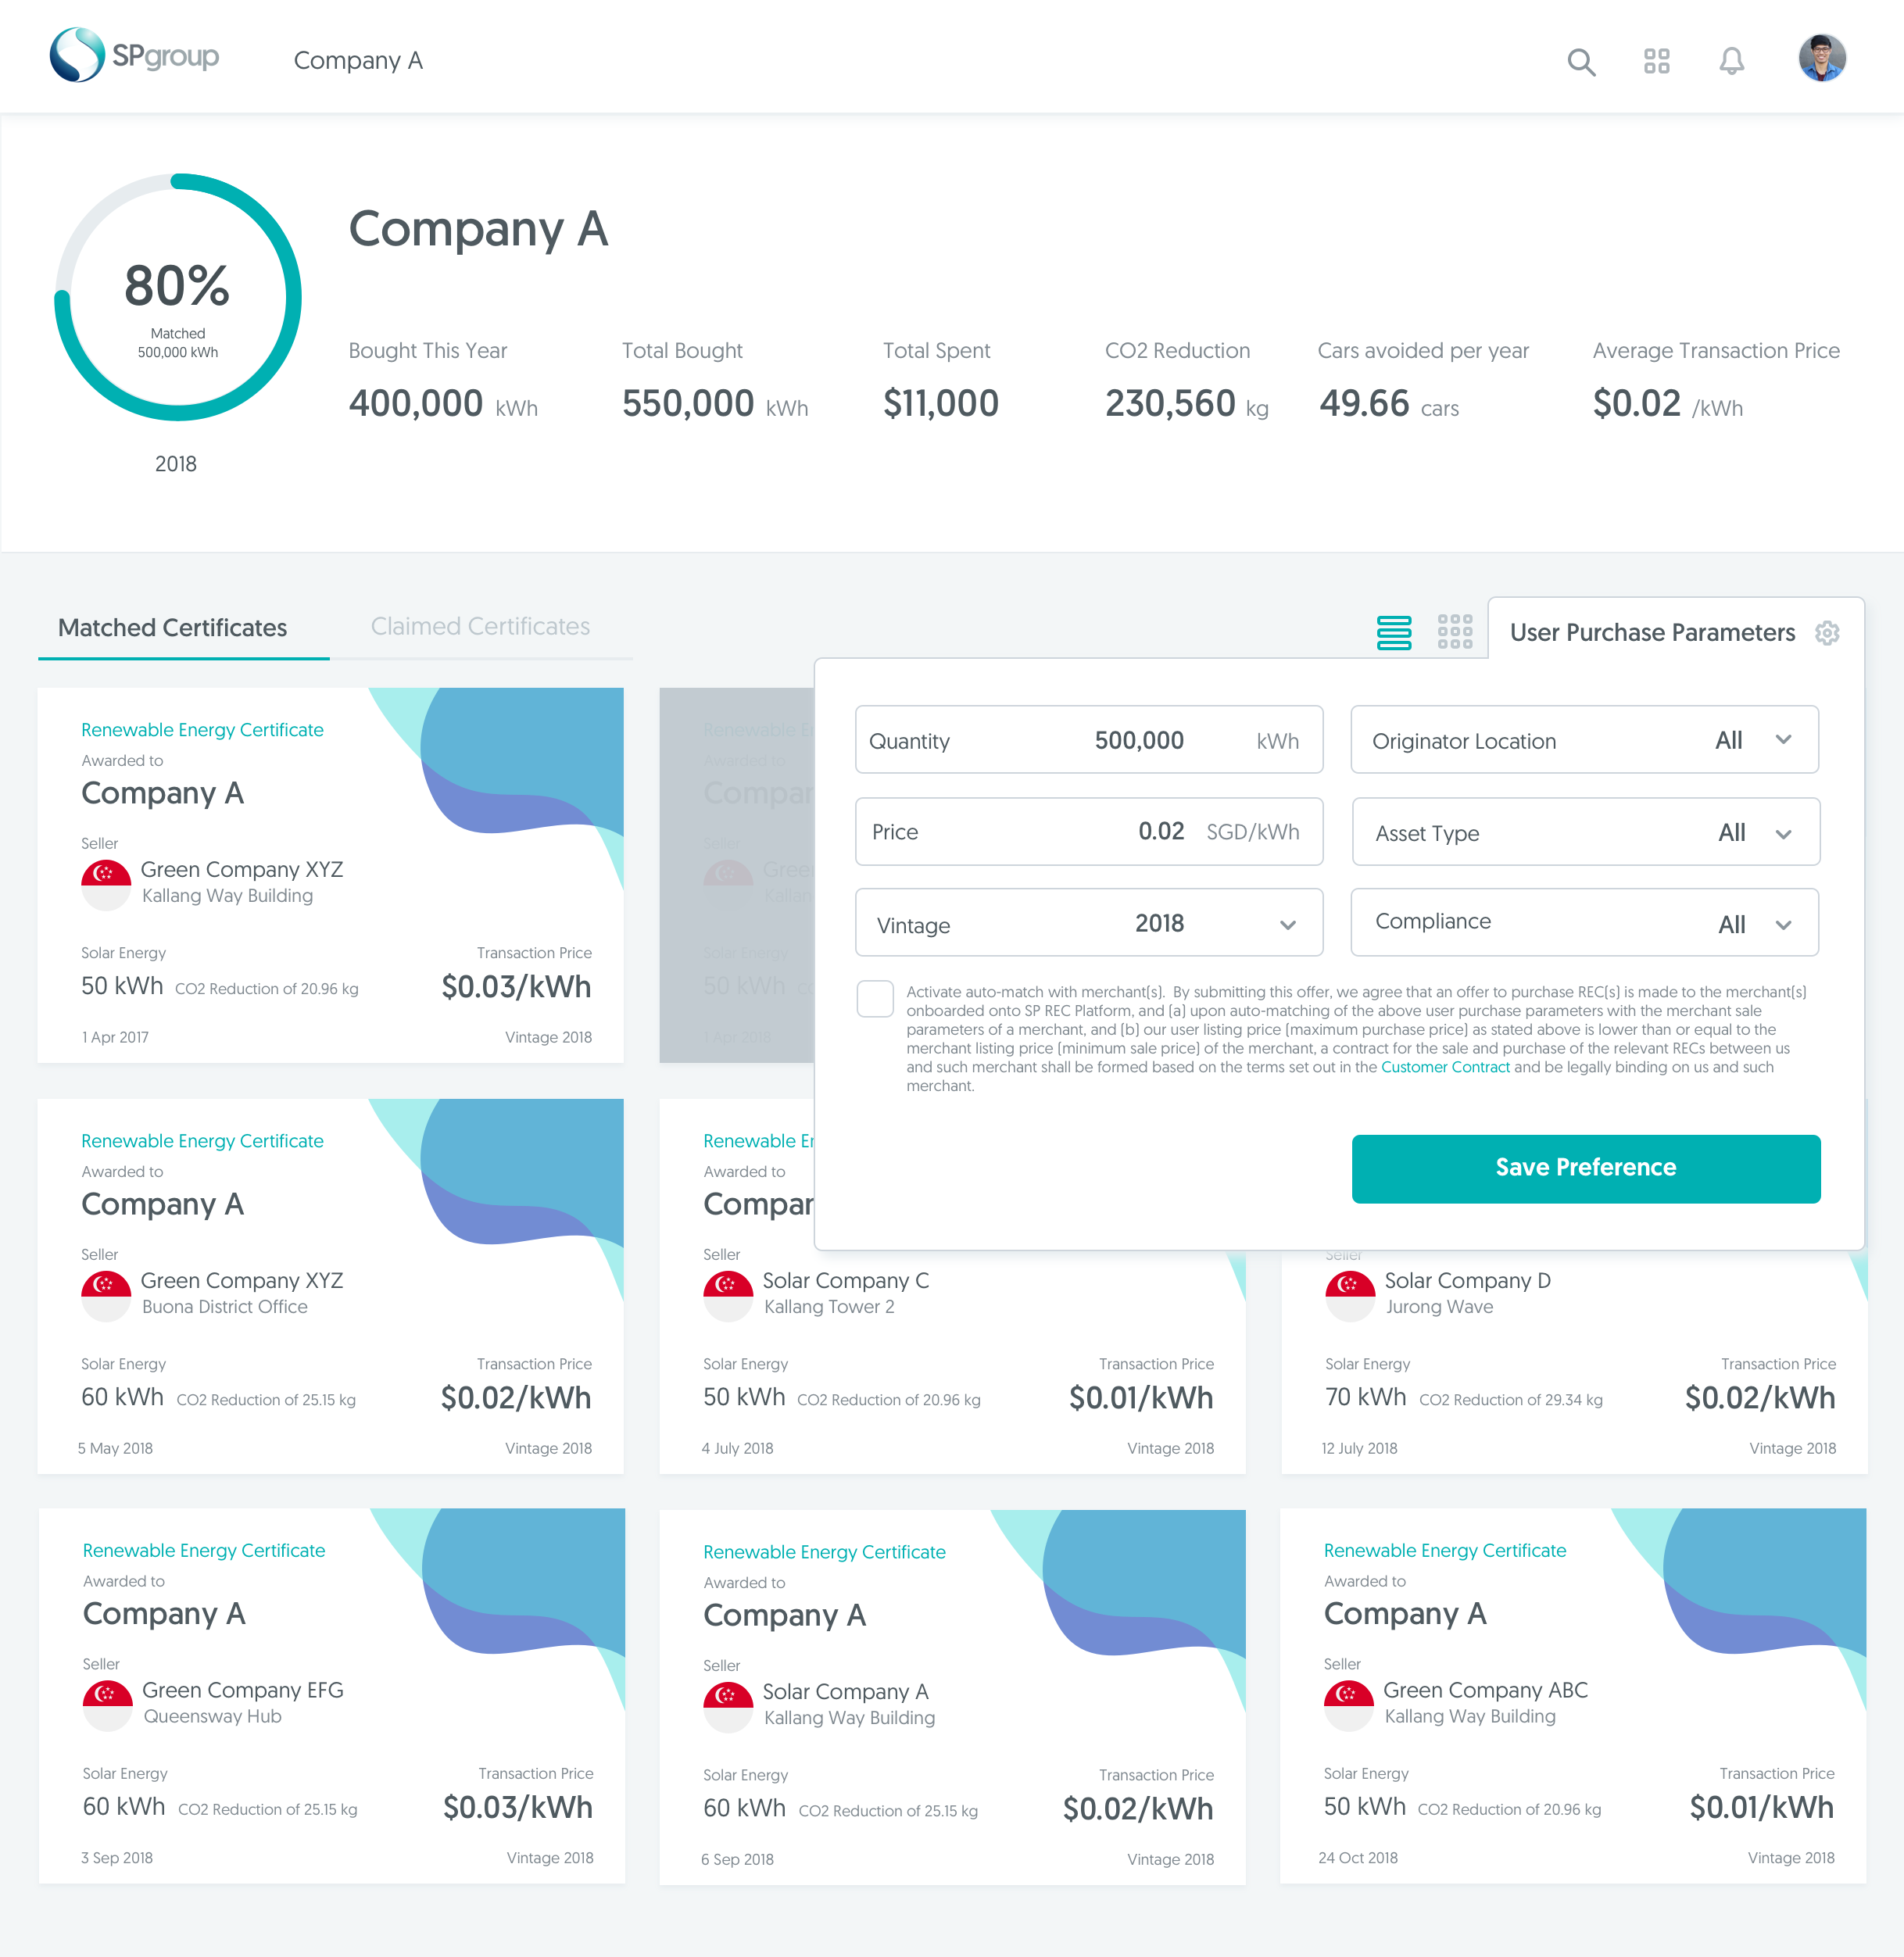 SPgroup
Company A
80%
Matched
500,000 kWh
2018
Company A
Bought This Year
400,000 kWh
Total Bought
550,000 kWh
Total Spent
$11,000
CO2 Reduction
230,560 kg
Cars avoided per year
49.66 cars
Average Transaction Price
$0.02 /kWh
Matched Certificates
Claimed Certificates
User Purchase Parameters
Quantity 500,000 kWh
Originator Location All
Price 0.02 SGD/kWh
Asset Type All
Vintage 2018
Compliance All
Activate auto-match with merchant(s). By submitting this offer, we agree that an offer to purchase REC(s) is made to the merchant(s)
onboarded onto SP REC Platform, and (a) upon auto-matching of the above user purchase parameters with the merchant sale
parameters of a merchant, and (b) our user listing price (maximum purchase price) as stated above is lower than or equal to the
merchant listing price (minimum sale price) of the merchant, a contract for the sale and purchase of the relevant RECs between us
and such merchant shall be formed based on the terms set out in the Customer Contract and be legally binding on us and such
merchant.
Save Preference
Renewable Energy Certificate
Awarded to
Company A
Seller
Green Company XYZ
Kallang Way Building
Solar Energy
50 kWh CO2 Reduction of 20.96 kg
Transaction Price
$0.03/kWh
1 Apr 2017
Vintage 2018
Renewable
Awarded to
Seller
Green
Solar Energy
50 kWh
1 Apr 2018
Renewable Energy Certificate
Awarded to
Company A
Seller
Green Company XYZ
Buona District Office
Solar Energy
60 kWh CO2 Reduction of 25.15 kg
Transaction Price
$0.02/kWh
5 May 2018
Vintage 2018
Renewable
Awarded to
Seller
Solar Company C
Kallang Tower 2
Solar Energy
50 kWh CO2 Reduction of 20.96 kg
Transaction Price
$0.01/kWh
4 July 2018
Vintage 2018
Seller
Solar Company D
Jurong Wave
Solar Energy
70 kWh CO2 Reduction of 29.34 kg
Transaction Price
$0.02/kWh
12 July 2018
Vintage 2018
Renewable Energy Certificate
Awarded to
Company A
Seller
Green Company EFG
Queensway Hub
Solar Energy
60 kWh CO2 Reduction of 25.15 kg
Transaction Price
$0.03/kWh
3 Sep 2018
Vintage 2018
Renewable Energy Certificate
Awarded to
Company A
Seller
Solar Company A
Kallang Way Building
Solar Energy
60 kWh CO2 Reduction of 25.15 kg
Transaction Price
$0.02/kWh
6 Sep 2018
Vintage 2018
Renewable Energy Certificate
Awarded to
Company A
Seller
Green Company ABC
Kallang Way Building
Solar Energy
50 kWh CO2 Reduction of 20.96 kg
Transaction Price
$0.01/kWh
24 Oct 2018
Vintage 2018